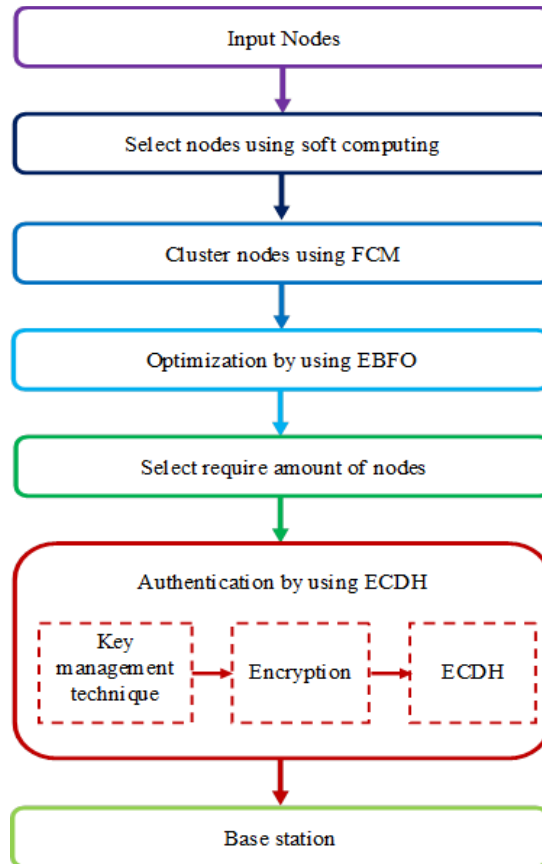 Input Nodes
Select nodes using soft computing
Cluster nodes using FCM
Optimization by using EBFO
Select require amount of nodes
Authentication by using ECDH
Key
management
technique
Encryption
ECDH
Base station